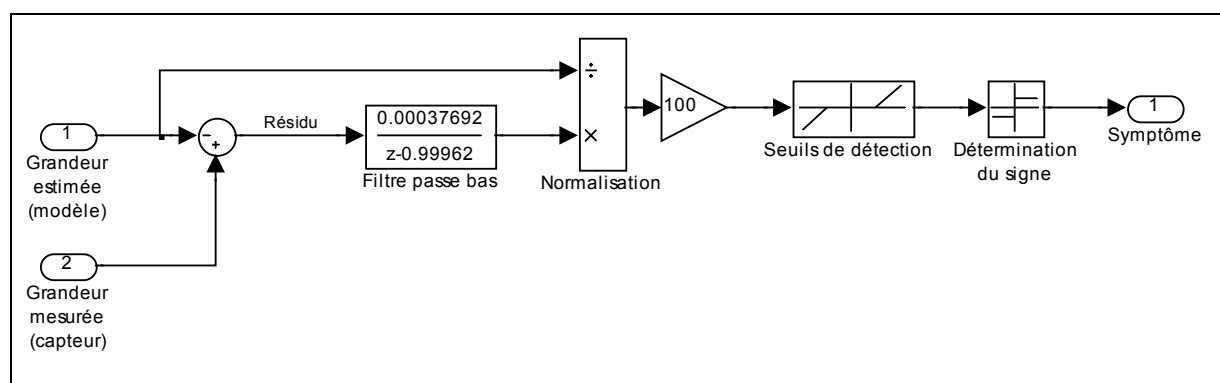 1
Grandeur
estimée
(modèle)
2
Grandeur
mesurée
(capteur)
-
+
Résidu
0.00037692
z-0.99962
Filtre passe bas
÷
×
Normalisation
100
Seuils de détection
Détermination
du signe
1
Symptôme